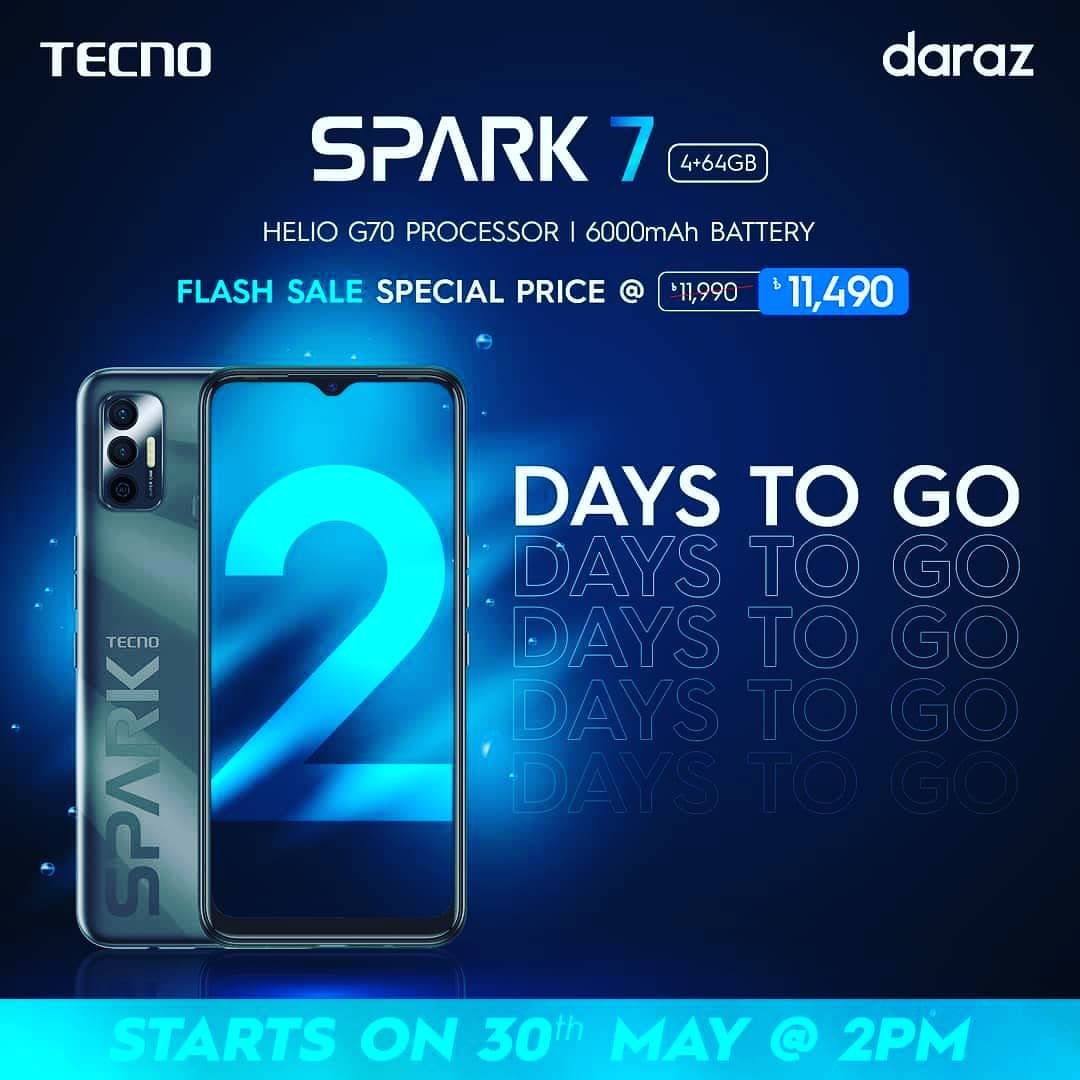 TECNO
daraz
SPARK 7 4+64GB
HELIO G70 PROCESSOR | 6000mAh BATTERY
FLASH SALE SPECIAL PRICE @ ৳11,990 ৳11,490
AI
TECNO
SPARK
2
DAYS TO GO
DAYS TO GO
DAYS TO GO
DAYS TO GO
DAYS TO GO
STARTS ON 30th MAY @ 2PM